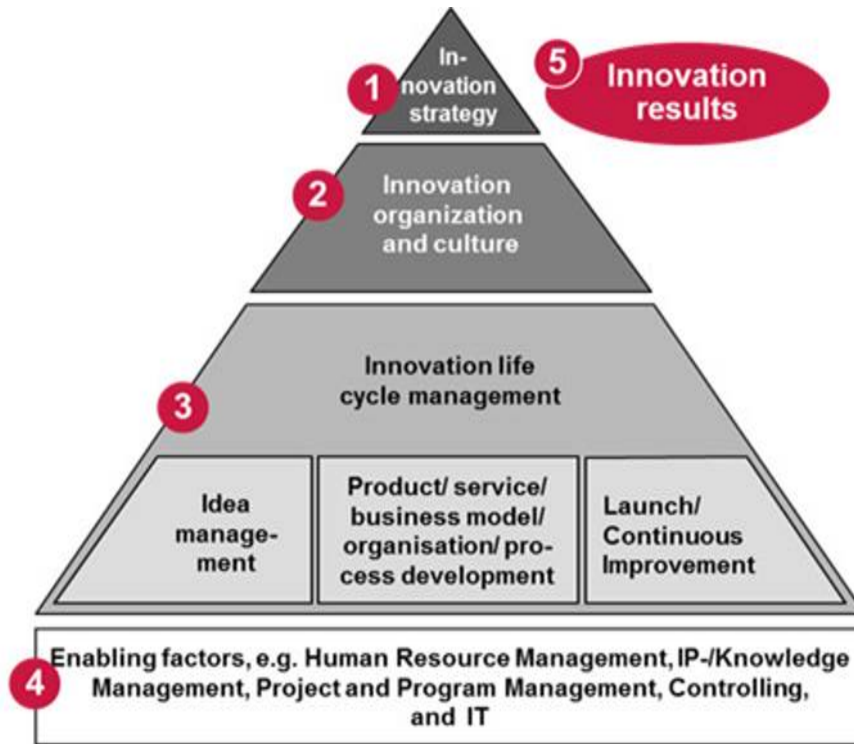 1
In-
novation
strategy
5
Innovation
results
2
Innovation
organization
and culture
3
Innovation life
cycle management
Idea
manage-
ment
Product/ service/
business model/
organisation/ pro-
cess development
Launch/
Continuous
Improvement
4
Enabling factors, e.g. Human Resource Management, IP-/Knowledge
Management, Project and Program Management, Controlling,
and IT